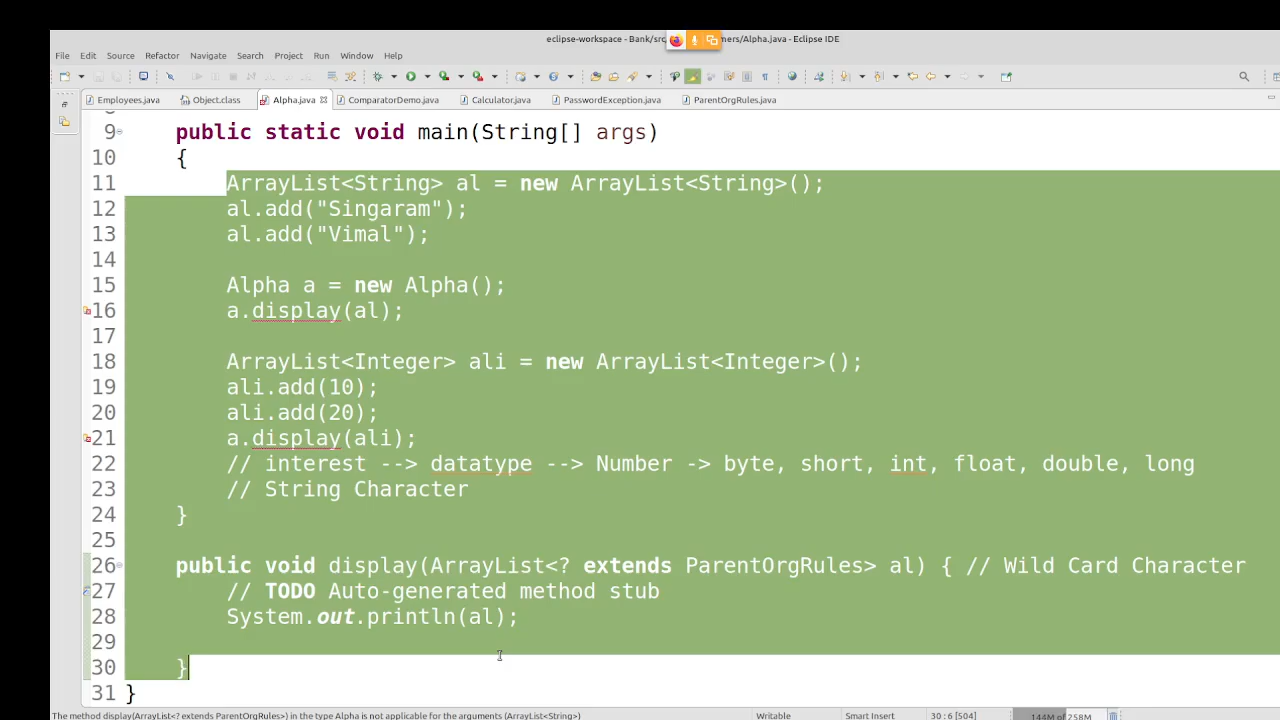 eclipse-workspace - Bank/src mers/Alpha.java - Eclipse IDE
File Edit Source Refactor Navigate Search Project Run Window Help
Employees.java Object.class Alpha.java ComparatorDemo.java Calculator.java PasswordException.java ParentOrgRules.java
9 public static void main(String[] args)
10 {
11 ArrayList<String> al = new ArrayList<String>();
12 al.add("Singaram");
13 al.add("Vimal");
14
15 Alpha a = new Alpha();
16 a.display(al);
17
18 ArrayList<Integer> ali = new ArrayList<Integer>();
19 ali.add(10);
20 ali.add(20);
21 a.display(ali);
22 // interest --> datatype --> Number -> byte, short, int, float, double, long
23 // String Character
24 }
25
26 public void display(ArrayList<? extends ParentOrgRules> al) { // Wild Card Character
27 // TODO Auto-generated method stub
28 System.out.println(al);
29
30 }
31 }
The method display(ArrayList<? extends ParentOrgRules>) in the type Alpha is not applicable for the arguments (ArrayList<String>) Writable Smart Insert 30 : 6 [504] 144M of 258M